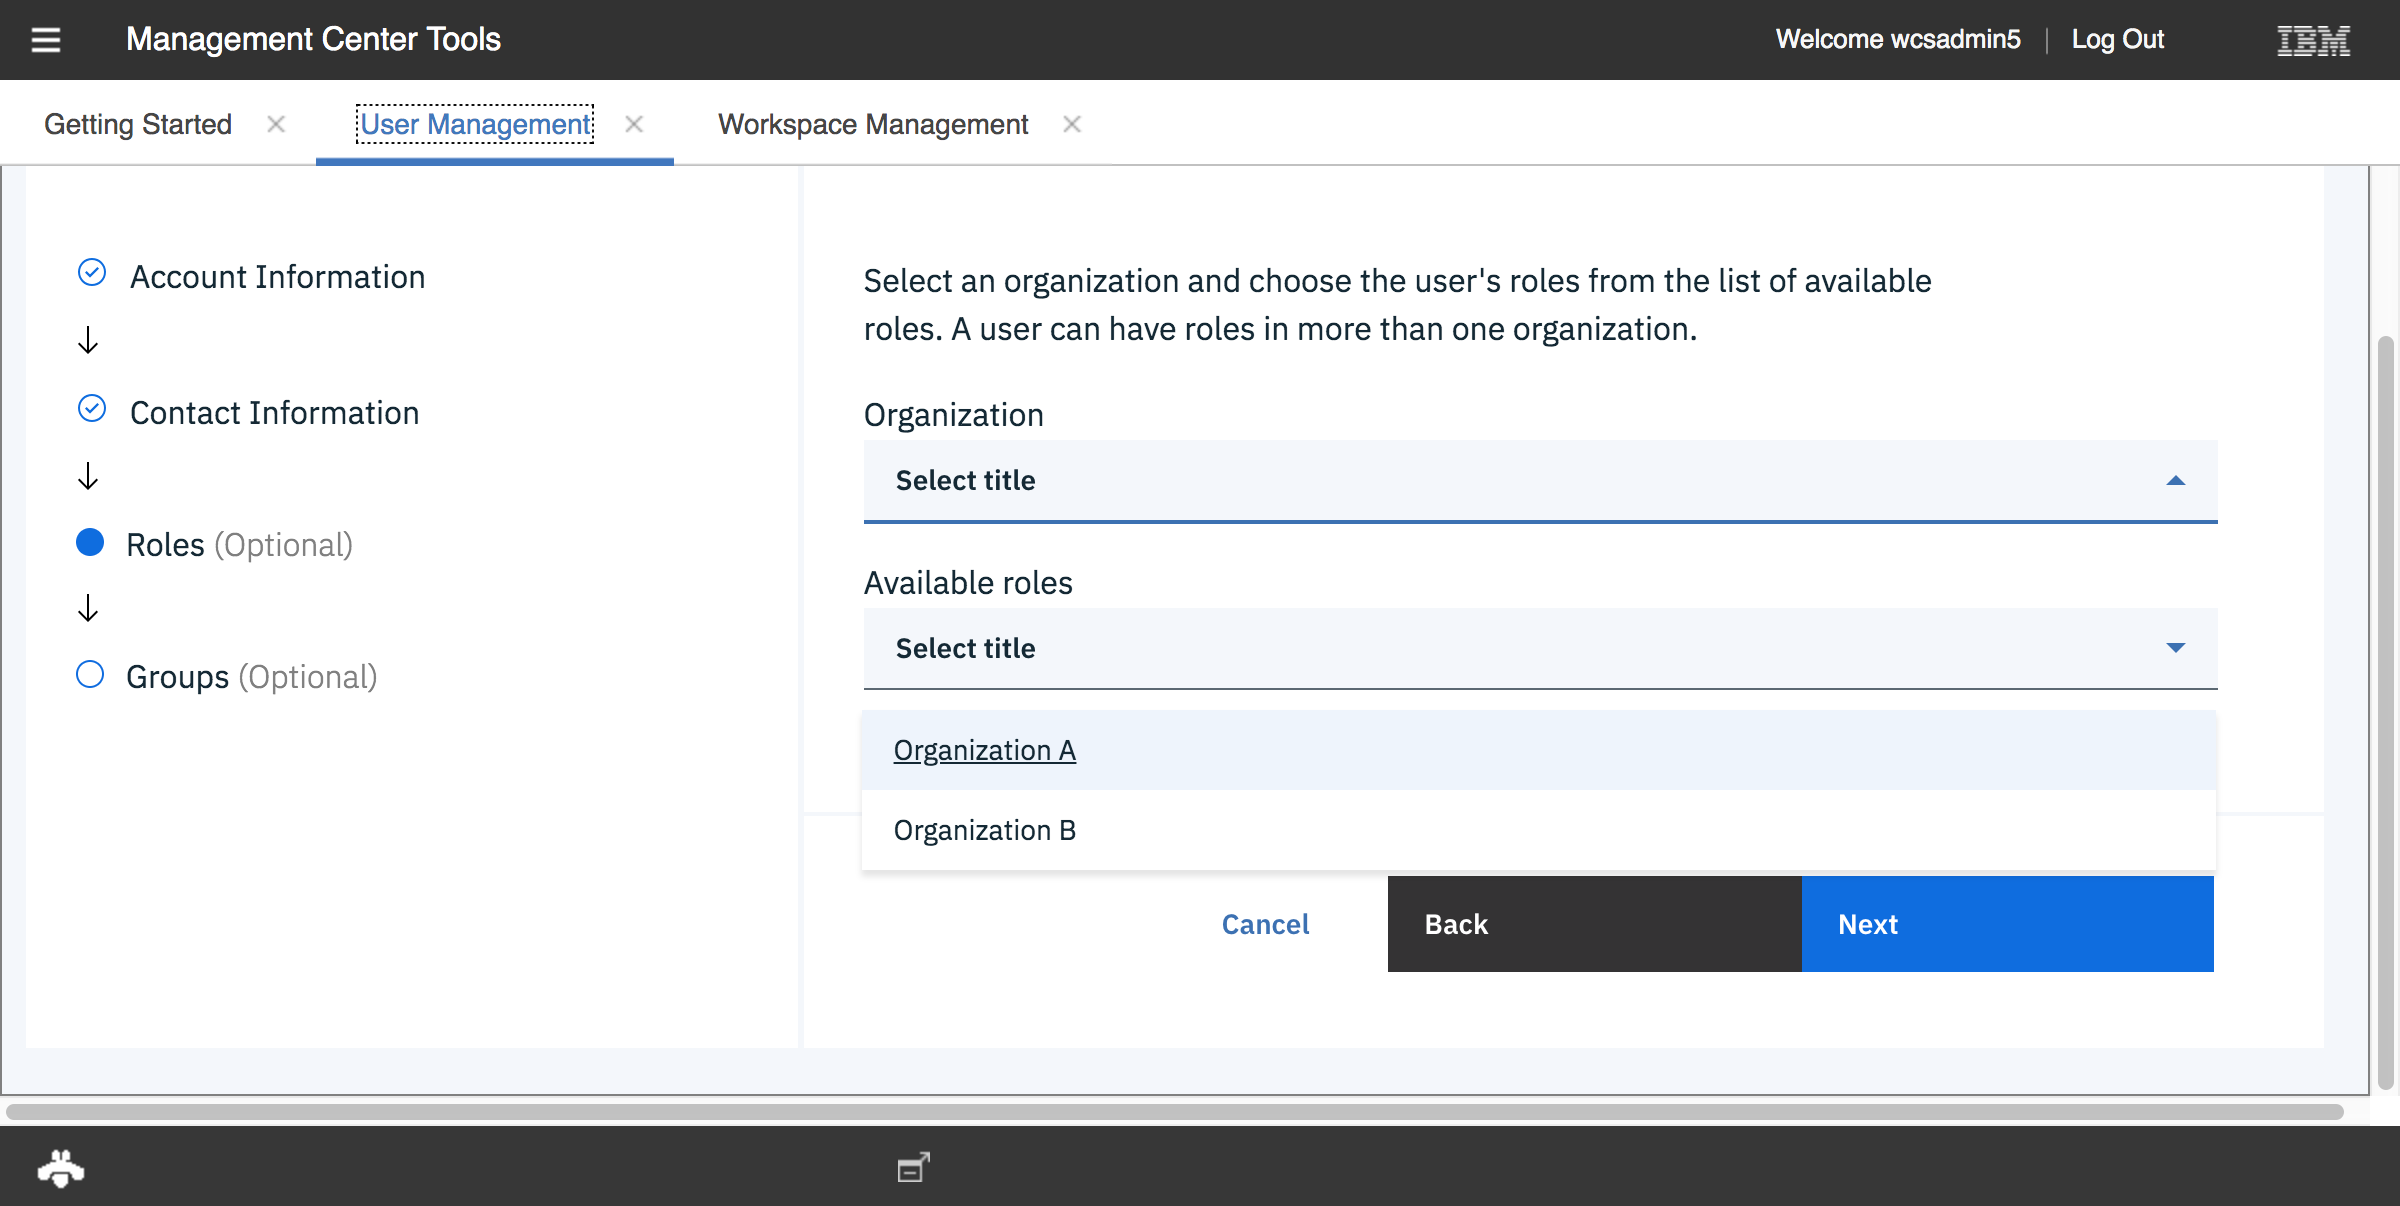 Management Center Tools
Welcome wcsadmin5 | Log Out
IBM
Getting Started
User Management
Workspace Management
Account Information
Contact Information
Roles (Optional)
Groups (Optional)
Select an organization and choose the user's roles from the list of available
roles. A user can have roles in more than one organization.
Organization
Select title
Available roles
Select title
Organization A
Organization B
Cancel
Back
Next